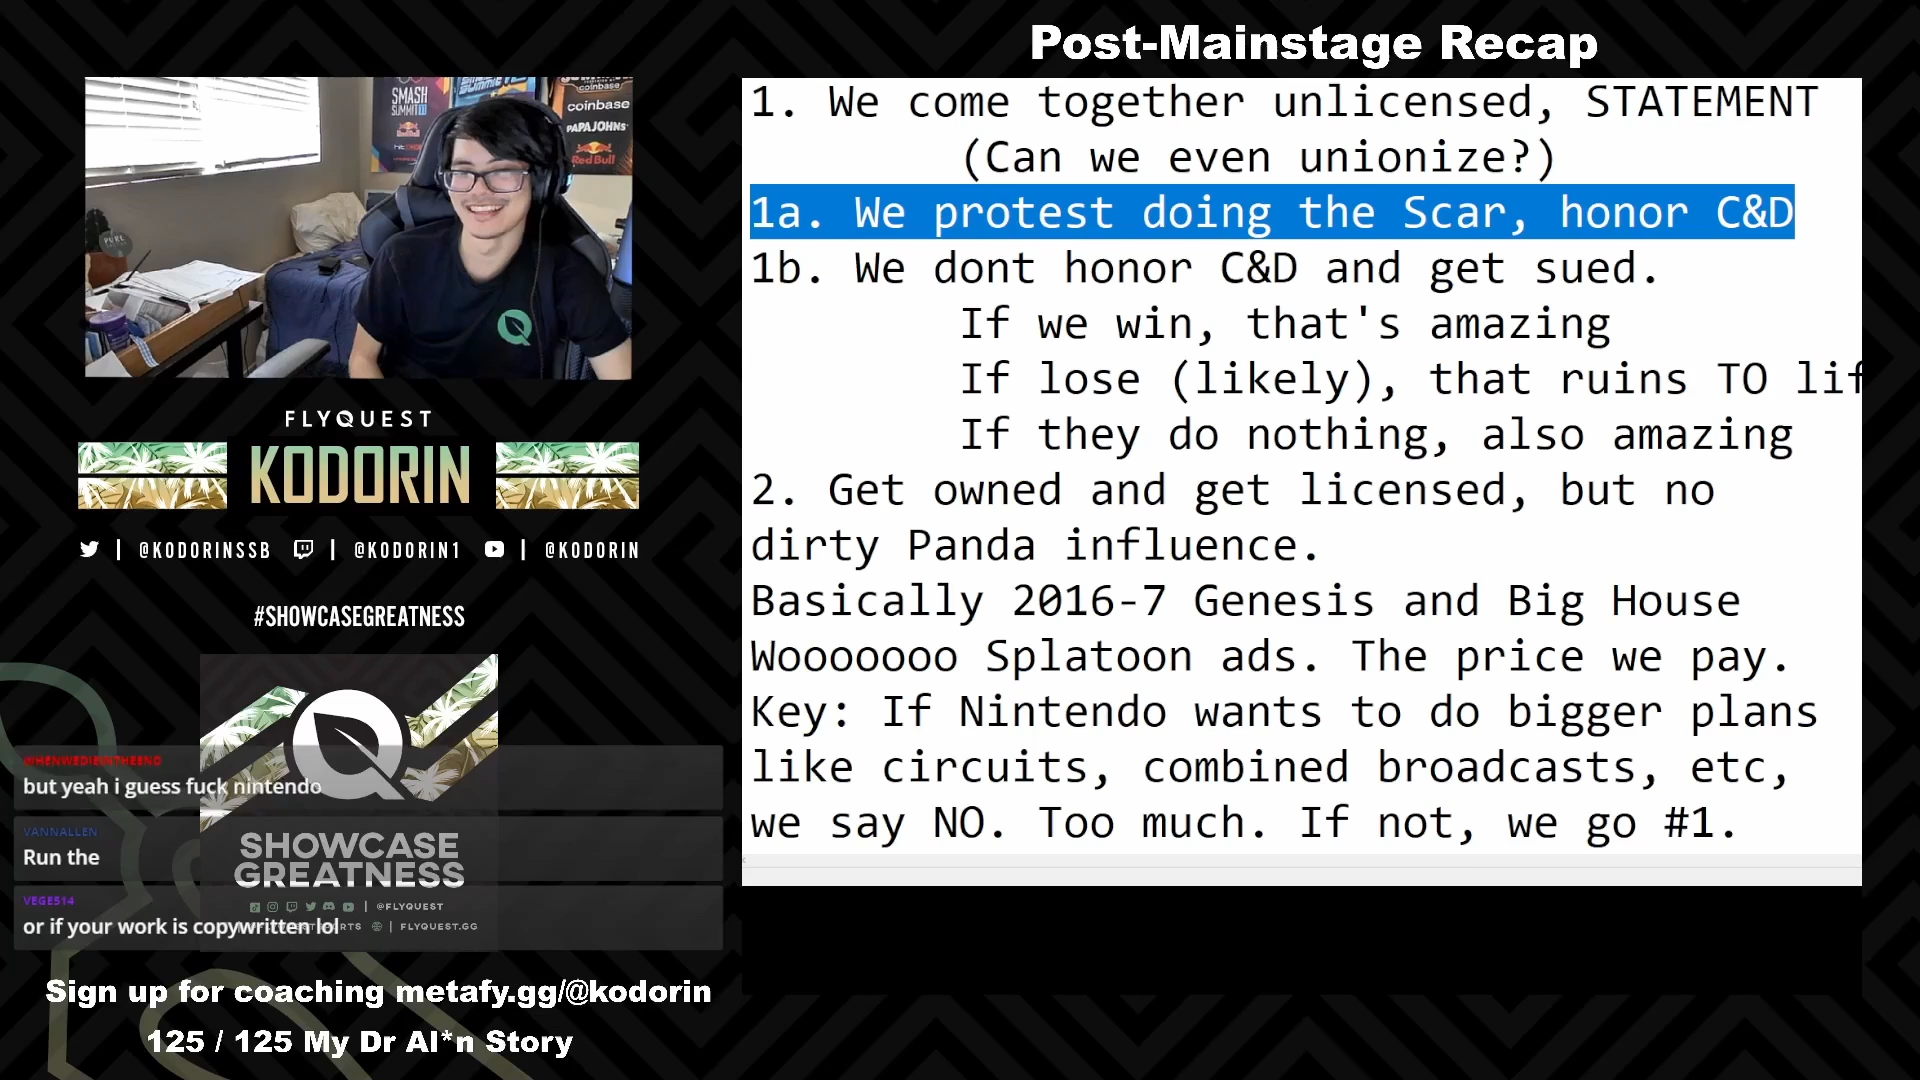 Post-Mainstage Recap
1. We come together unlicensed, STATEMENT
(Can we even unionize?)
1a. We protest doing the Scar, honor C&D
1b. We dont honor C&D and get sued.
If we win, that's amazing
If lose (likely), that ruins TO lif
If they do nothing, also amazing
2. Get owned and get licensed, but no
dirty Panda influence.
Basically 2016-7 Genesis and Big House
Wooooooo Splatoon ads. The price we pay.
Key: If Nintendo wants to do bigger plans
like circuits, combined broadcasts, etc,
we say NO. Too much. If not, we go #1.
SMASH
SUMMIT
Red Bull
coinbase
coinbase
PAPAJOHNS
Red Bull
FLYQUEST
KODORIN
| @KODORINSSB | @KODORIN1 | @KODORIN
#SHOWCASEGREATNESS
but yeah i guess fuck nintendo
VANNALLEN
Run the
VEGE514
or if your work is copywritten lol
SHOWCASE
GREATNESS
| @FLYQUEST
| FLYQUEST.GG
Sign up for coaching metafy.gg/@kodorin
125 / 125 My Dr Al*n Story